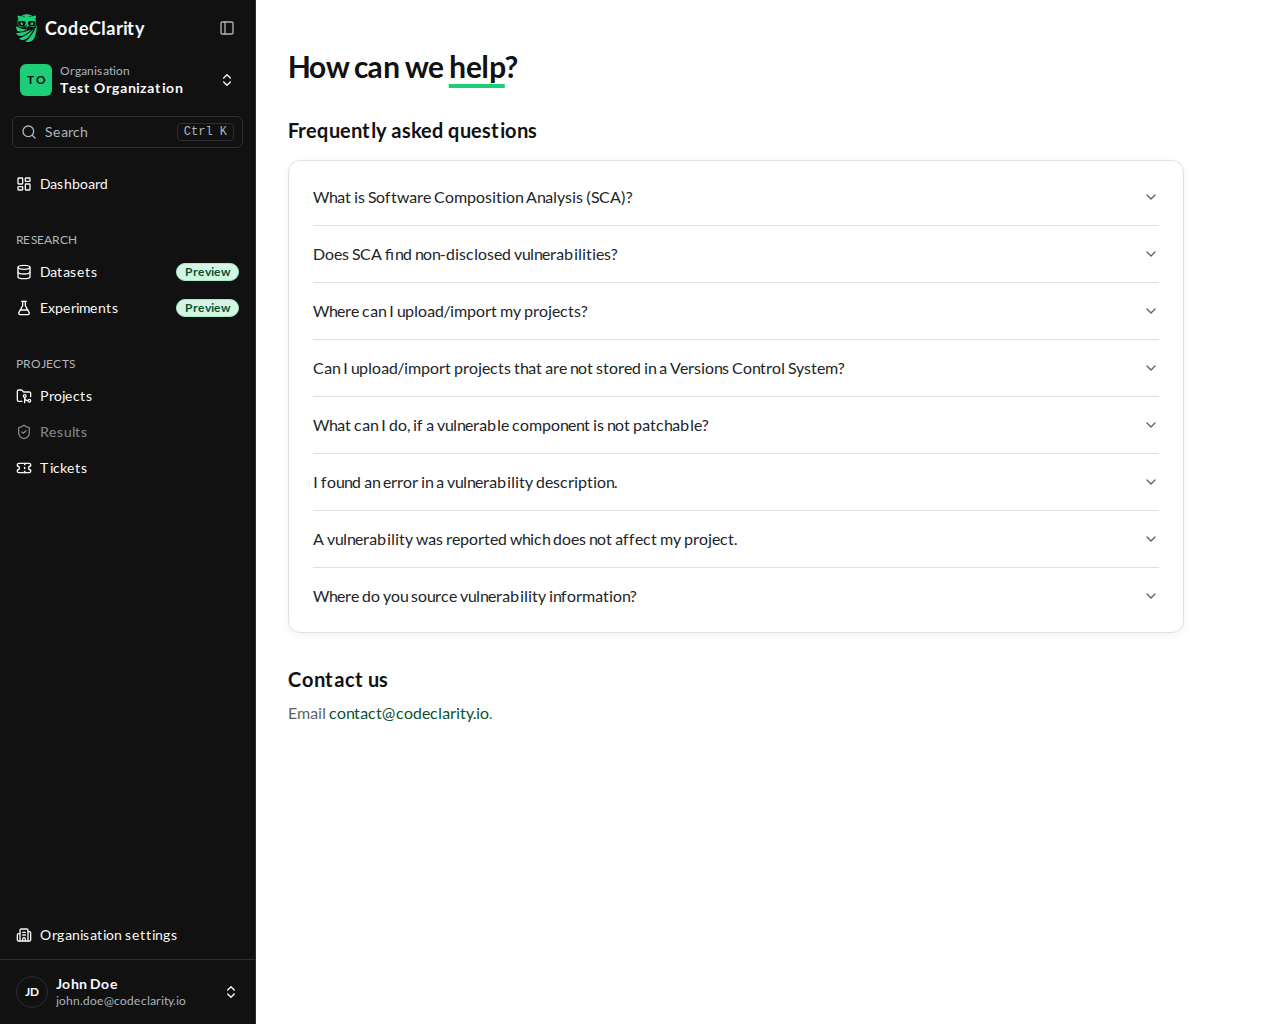 CodeClarity
TO
Organisation
Test Organization
Search
Ctrl K
Dashboard
RESEARCH
Datasets
Preview
Experiments
Preview
PROJECTS
Projects
Results
Tickets
Organisation settings
JD
John Doe
john.doe@codeclarity.io
How can we help?
Frequently asked questions
What is Software Composition Analysis (SCA)?
Does SCA find non-disclosed vulnerabilities?
Where can I upload/import my projects?
Can I upload/import projects that are not stored in a Versions Control System?
What can I do, if a vulnerable component is not patchable?
I found an error in a vulnerability description.
A vulnerability was reported which does not affect my project.
Where do you source vulnerability information?
Contact us
Email contact@codeclarity.io.